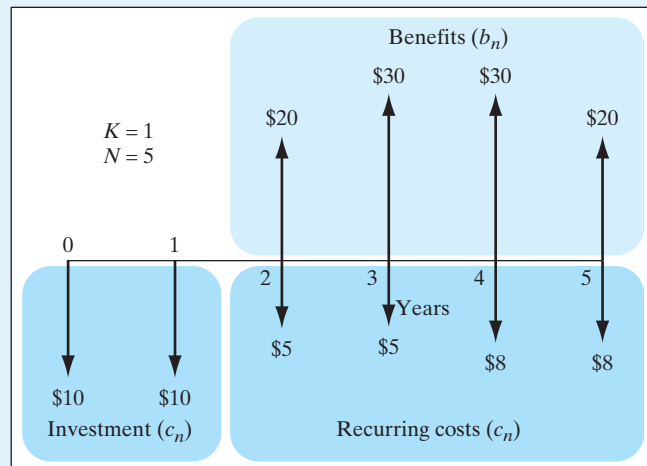 Benefits (bₙ)
$30 $30
$20 $20
K = 1
N = 5
0 1
2 3 4 5
Years
$5 $5 $8 $8
$10 $10
Investment (cₙ) Recurring costs (cₙ)